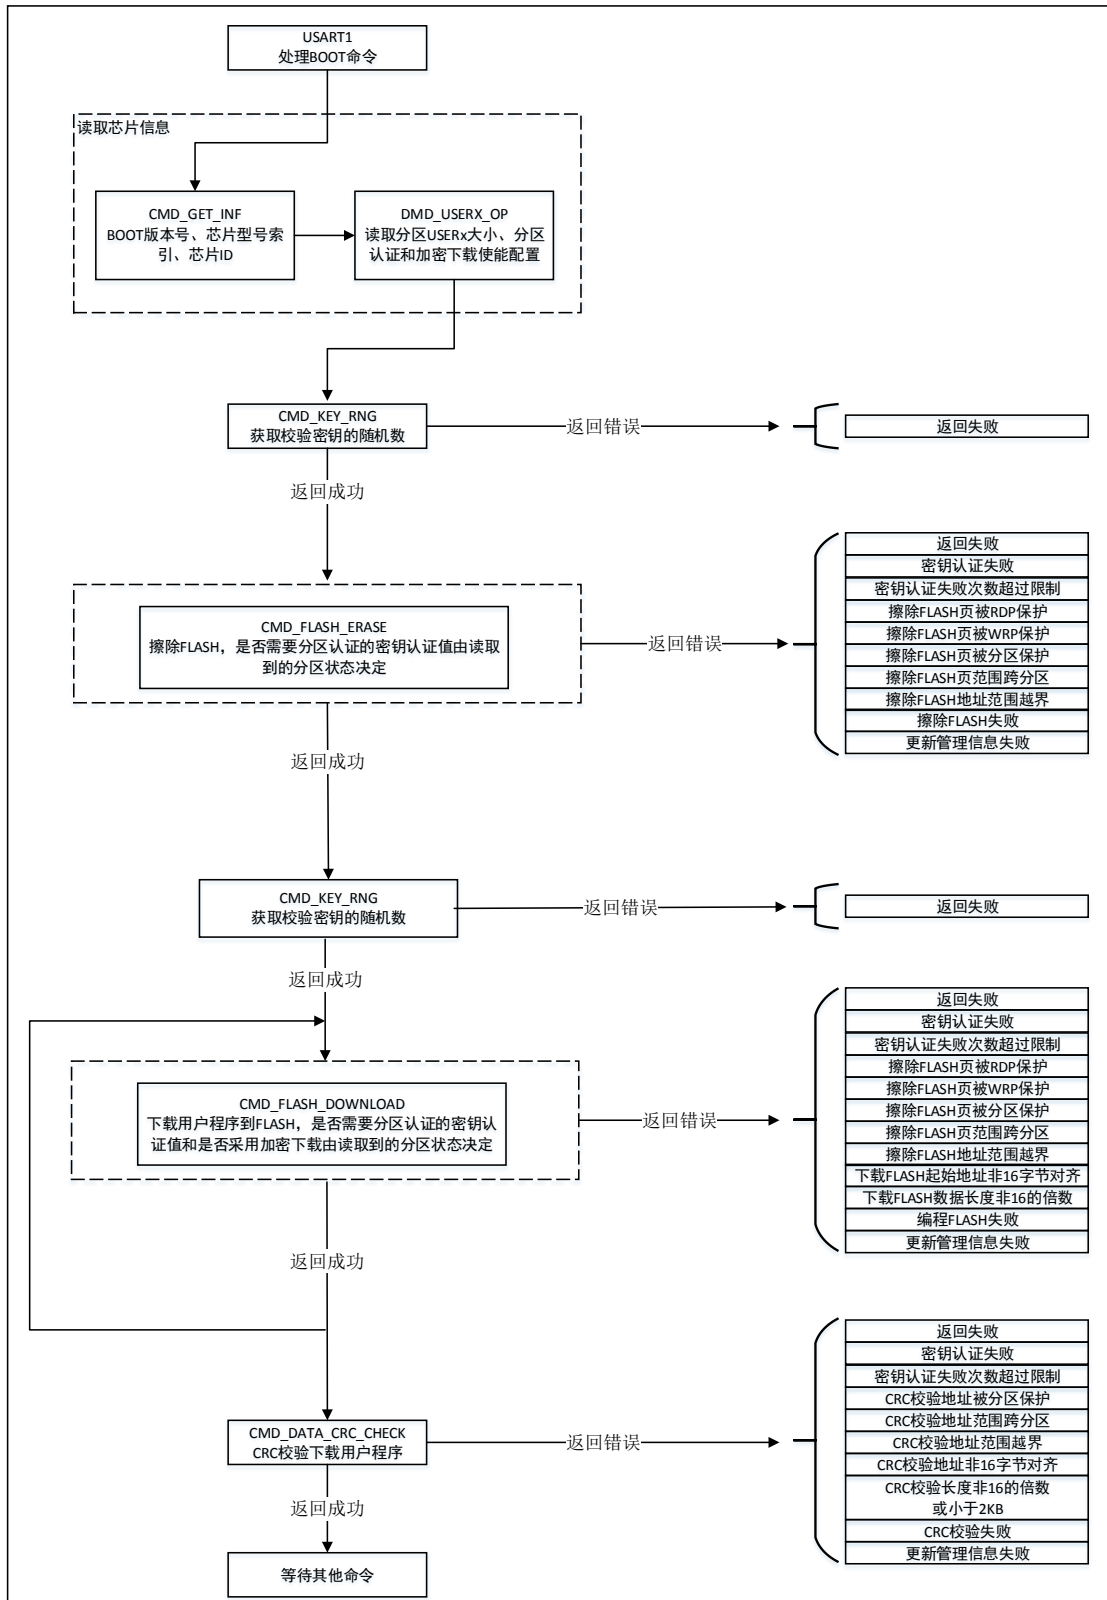 USART1
处理BOOT命令
读取芯片信息
CMD_GET_INF
BOOT版本号、芯片型号索
引、芯片ID
DMD_USERX_OP
读取分区USERx大小、分区
认证和加密下载使能配置
CMD_KEY_RNG
获取校验密钥的随机数
返回错误
返回失败
返回成功
CMD_FLASH_ERASE
擦除FLASH，是否需要分区认证的密钥认证值由读取
到的分区状态决定
返回错误
返回失败
密钥认证失败
密钥认证失败次数超过限制
擦除FLASH页被RDP保护
擦除FLASH页被WRP保护
擦除FLASH页被分区保护
擦除FLASH页范围跨分区
擦除FLASH地址范围越界
擦除FLASH失败
更新管理信息失败
返回成功
CMD_KEY_RNG
获取校验密钥的随机数
返回错误
返回失败
返回成功
CMD_FLASH_DOWNLOAD
下载用户程序到FLASH，是否需要分区认证的密钥认
证值和是否采用加密下载由读取到的分区状态决定
返回错误
返回失败
密钥认证失败
密钥认证失败次数超过限制
擦除FLASH页被RDP保护
擦除FLASH页被WRP保护
擦除FLASH页被分区保护
擦除FLASH页范围跨分区
擦除FLASH地址范围越界
下载FLASH起始地址非16字节对齐
下载FLASH数据长度非16的倍数
编程FLASH失败
更新管理信息失败
返回成功
CMD_DATA_CRC_CHECK
CRC校验下载用户程序
返回错误
返回失败
密钥认证失败
密钥认证失败次数超过限制
CRC校验地址被分区保护
CRC校验地址范围跨分区
CRC校验地址范围越界
CRC校验地址非16字节对齐
CRC校验长度非16的倍数
或小于2KB
CRC校验失败
更新管理信息失败
返回成功
等待其他命令